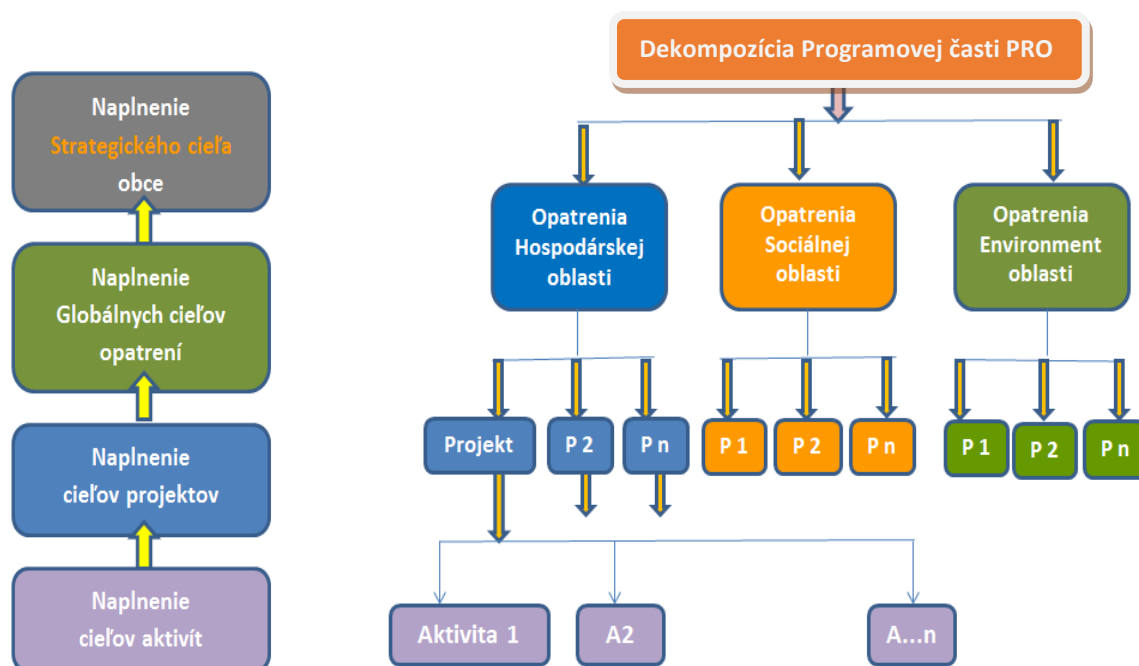 Dekompozícia Programovej časti PRO
Naplnenie
Strategického cieľa
obce
Naplnenie
Globálnych cieľov
opatrení
Naplnenie
cieľov projektov
Naplnenie
cieľov aktivít
Opatrenia
Hospodárskej
oblasti
Opatrenia
Sociálnej
oblasti
Opatrenia
Environment
oblasti
Projekt
P 2
P n
P 1
P 2
P n
P 1
P 2
P n
Aktivita 1
A2
A...n